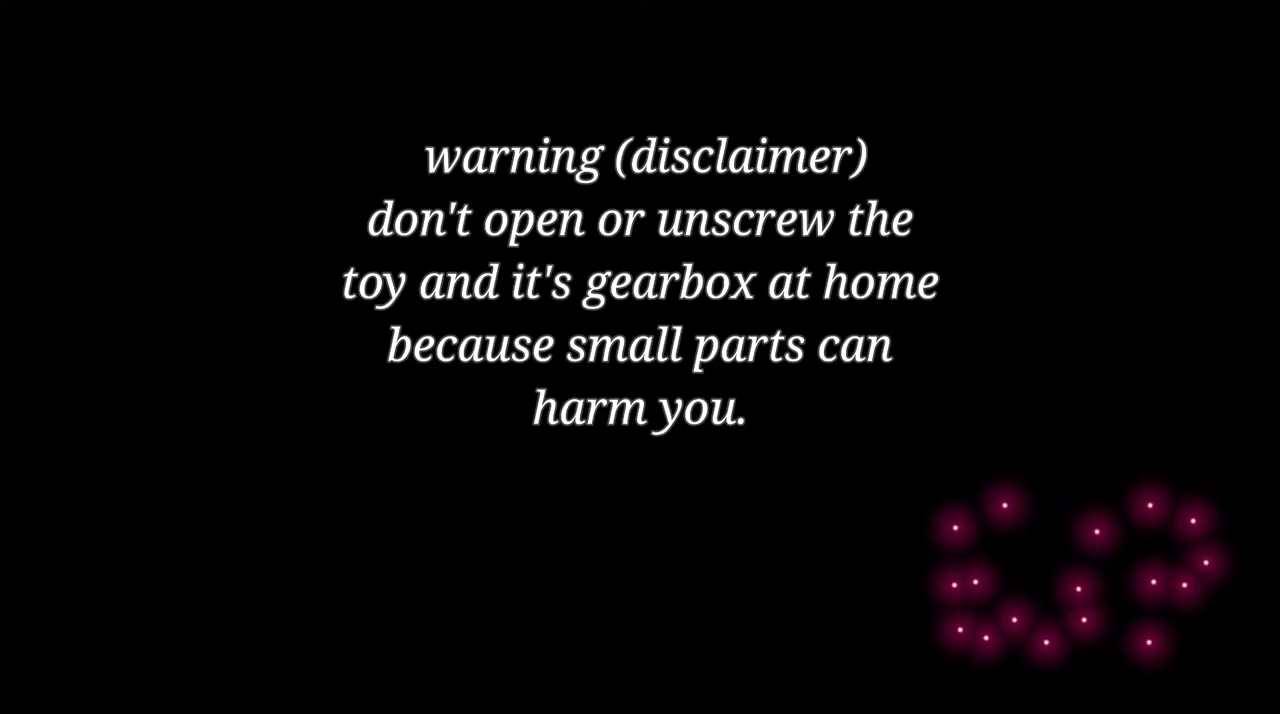 warning (disclaimer)
don't open or unscrew the
toy and it's gearbox at home
because small parts can
harm you.